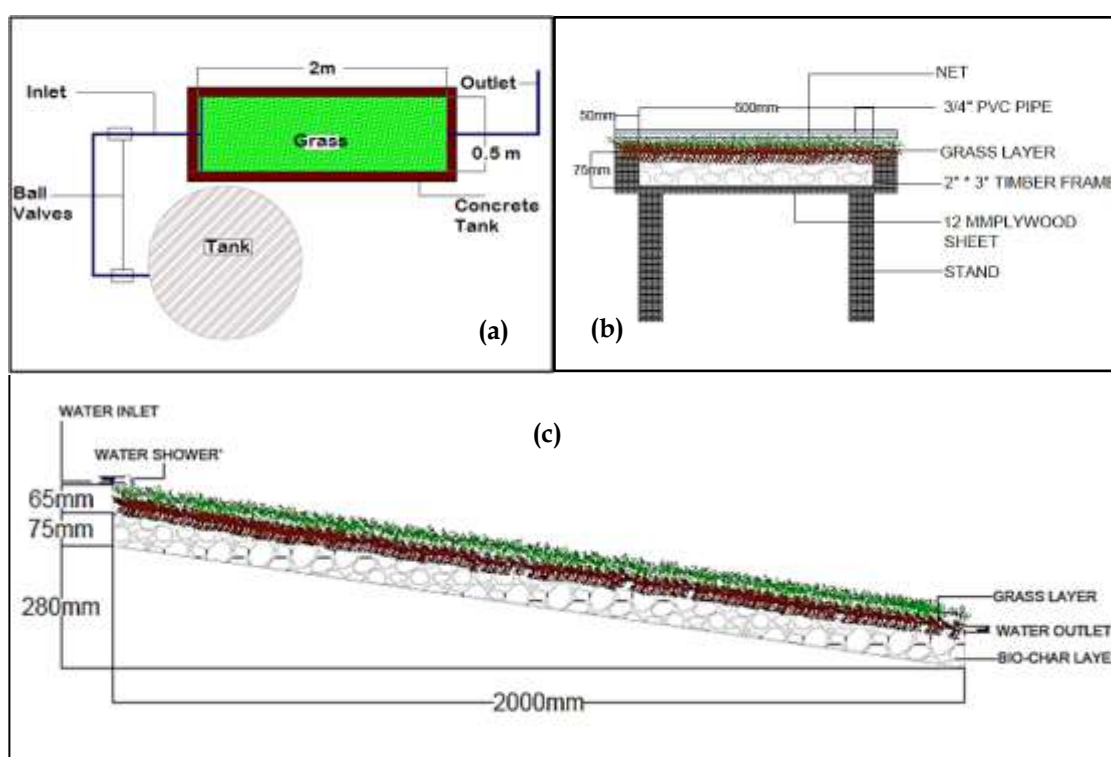 2m
Outlet
Inlet
Grass
0.5 m
Ball
Valves
Concrete
Tank
Tank
(a)
NET
500mm
3/4" PVC PIPE
50mm
GRASS LAYER
75mm
2" * 3" TIMBER FRAME
12 MMPLYWOOD
SHEET
STAND
(b)
WATER INLET
(c)
WATER SHOWER'
65mm
75mm
280mm
GRASS LAYER
WATER OUTLET
BIO-CHAR LAYE
2000mm